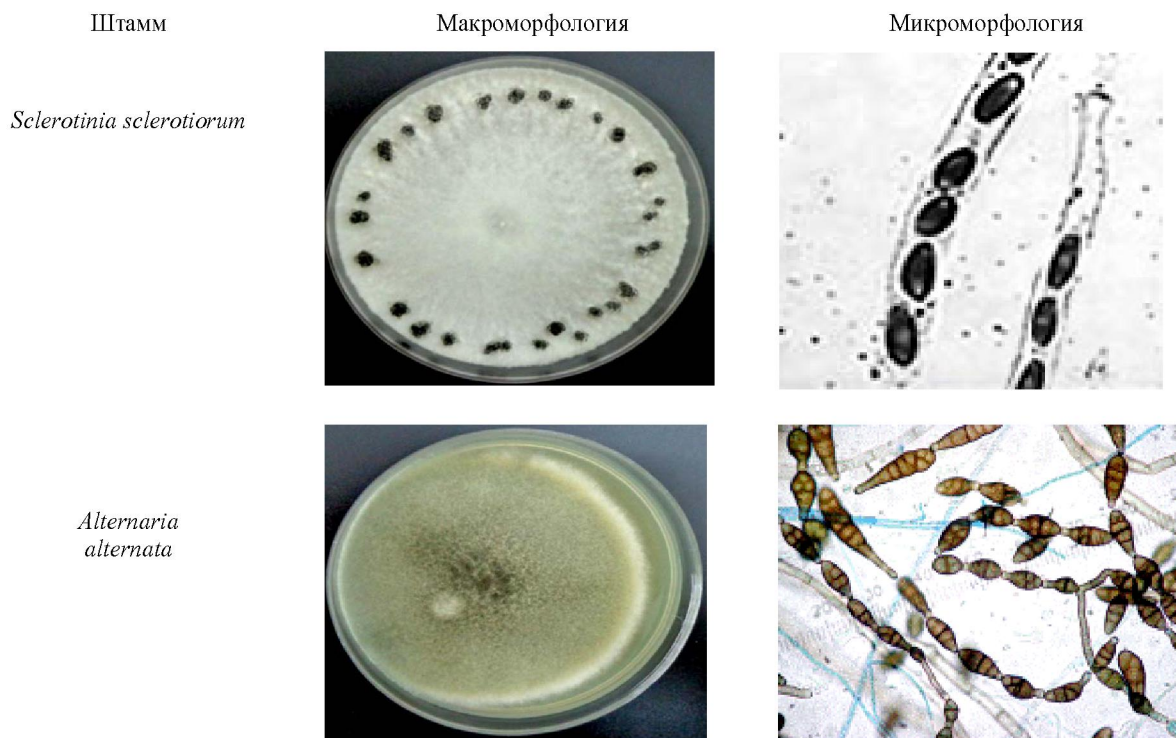 Штамм Макроморфология Микроморфология
Sclerotinia sclerotiorum
Alternaria
alternata